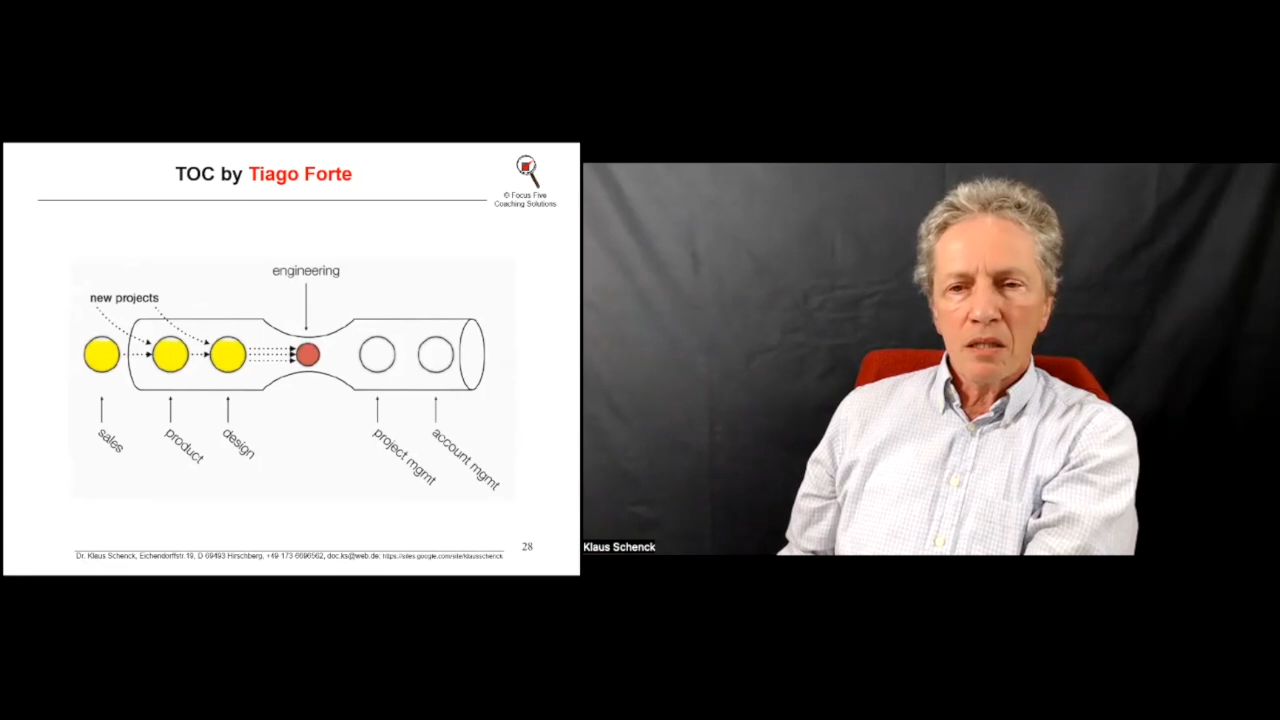 TOC by Tiago Forte
© Focus Five
Coaching Solutions
engineering
new projects
sales
product
design
project mgmt
account mgmt
28
Dr. Klaus Schenck, Eichendorffstr.19, D 69493 Hirschberg, +49 173 6696562, doc.ks@web.de; https://sites.google.com/site/klausschenck
Klaus Schenck